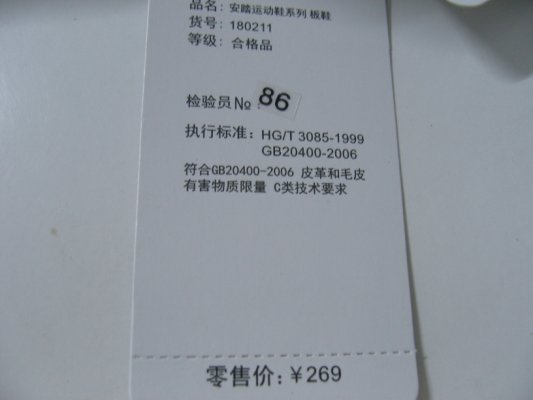 品名：安踏运动鞋系列 板鞋
货号：180211
等级：合格品
检验员№：86
执行标准：HG/T 3085-1999
GB20400-2006
符合GB20400-2006 皮革和毛皮
有害物质限量 C类技术要求
零售价：¥269